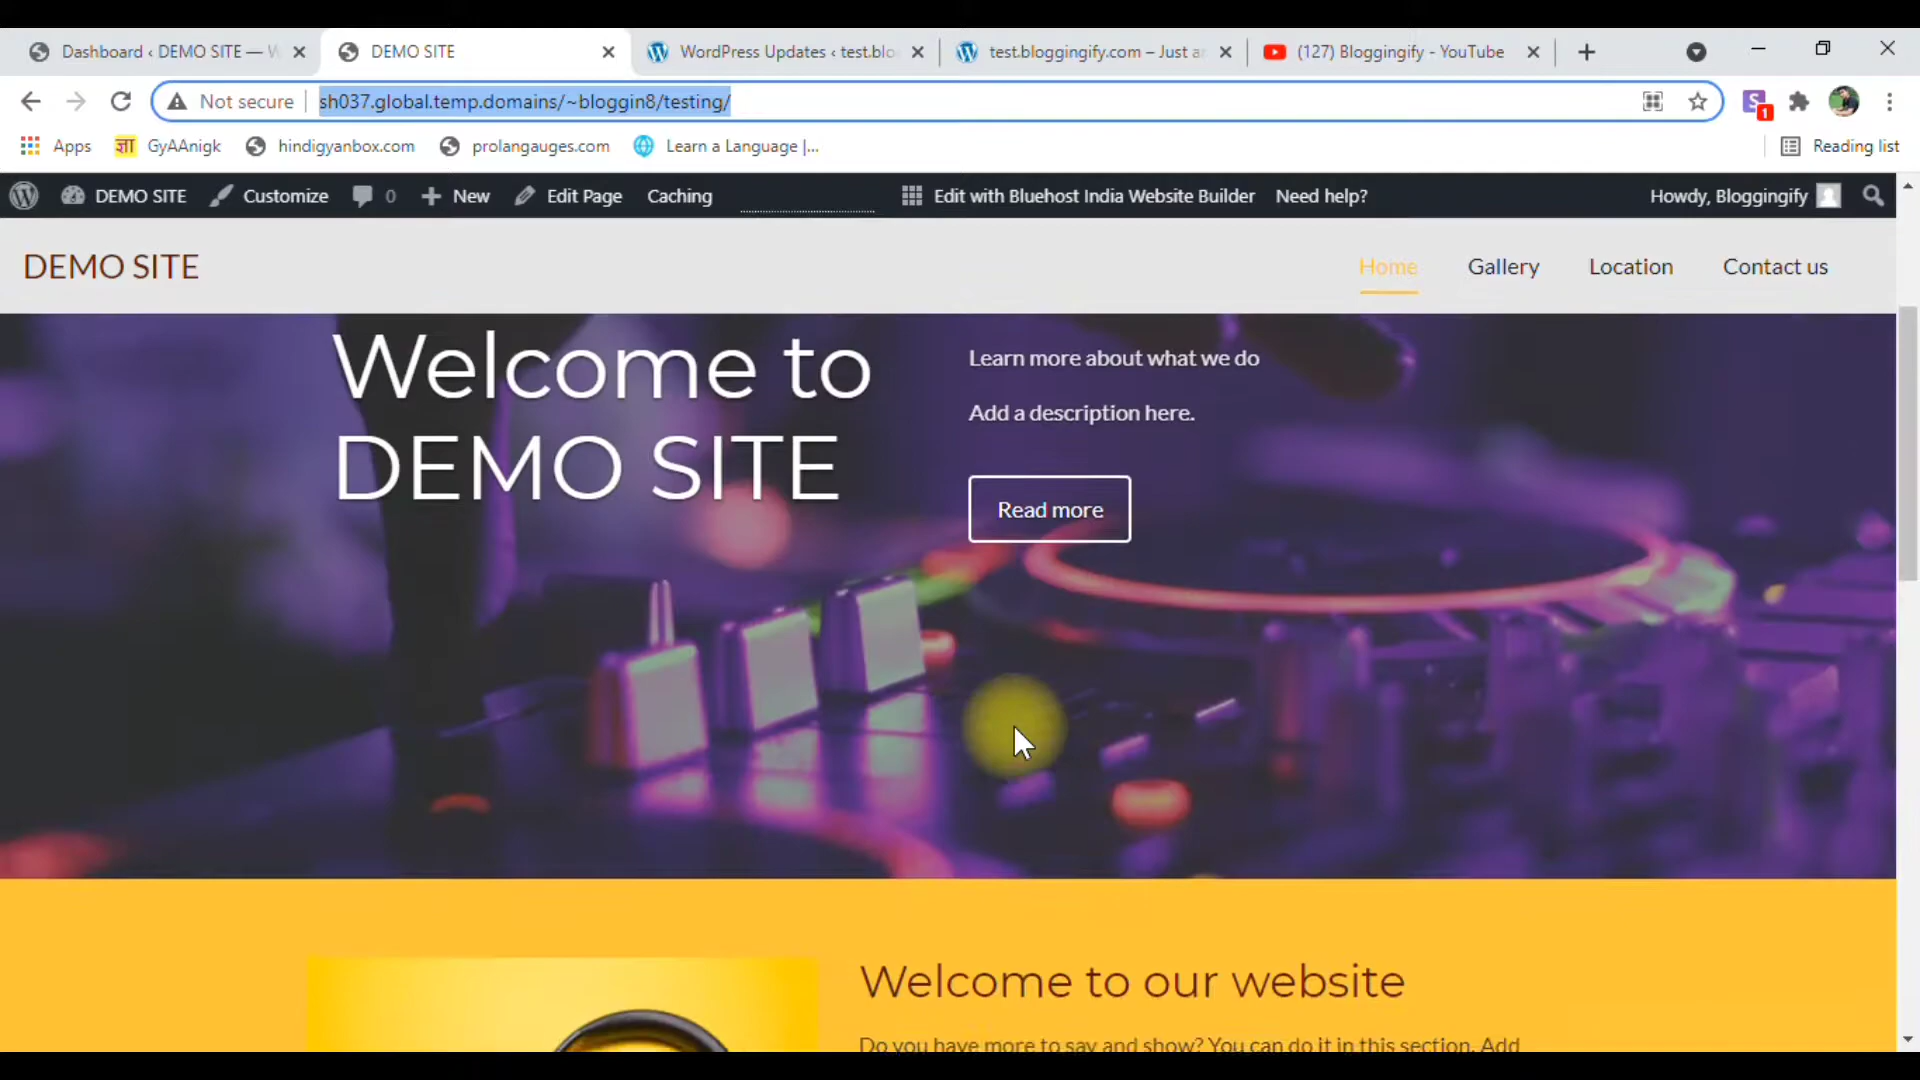 Dashboard ‹ DEMO SITE — W
DEMO SITE
WordPress Updates ‹ test.blo
test.bloggingify.com – Just a
(127) Bloggingify - YouTube
Not secure
sh037.global.temp.domains/~bloggin8/testing/
S
1
Apps
ज्ञा
GyAAnigk
hindigyanbox.com
prolangauges.com
Learn a Language |...
Reading list
DEMO SITE
Customize
0
New
Edit Page
Caching
Edit with Bluehost India Website Builder
Need help?
Howdy, Bloggingify
DEMO SITE
Home
Gallery
Location
Contact us
Welcome to
DEMO SITE
Learn more about what we do
Add a description here.
Read more
Welcome to our website
Do you have more to say and show? You can do it in this section. Add